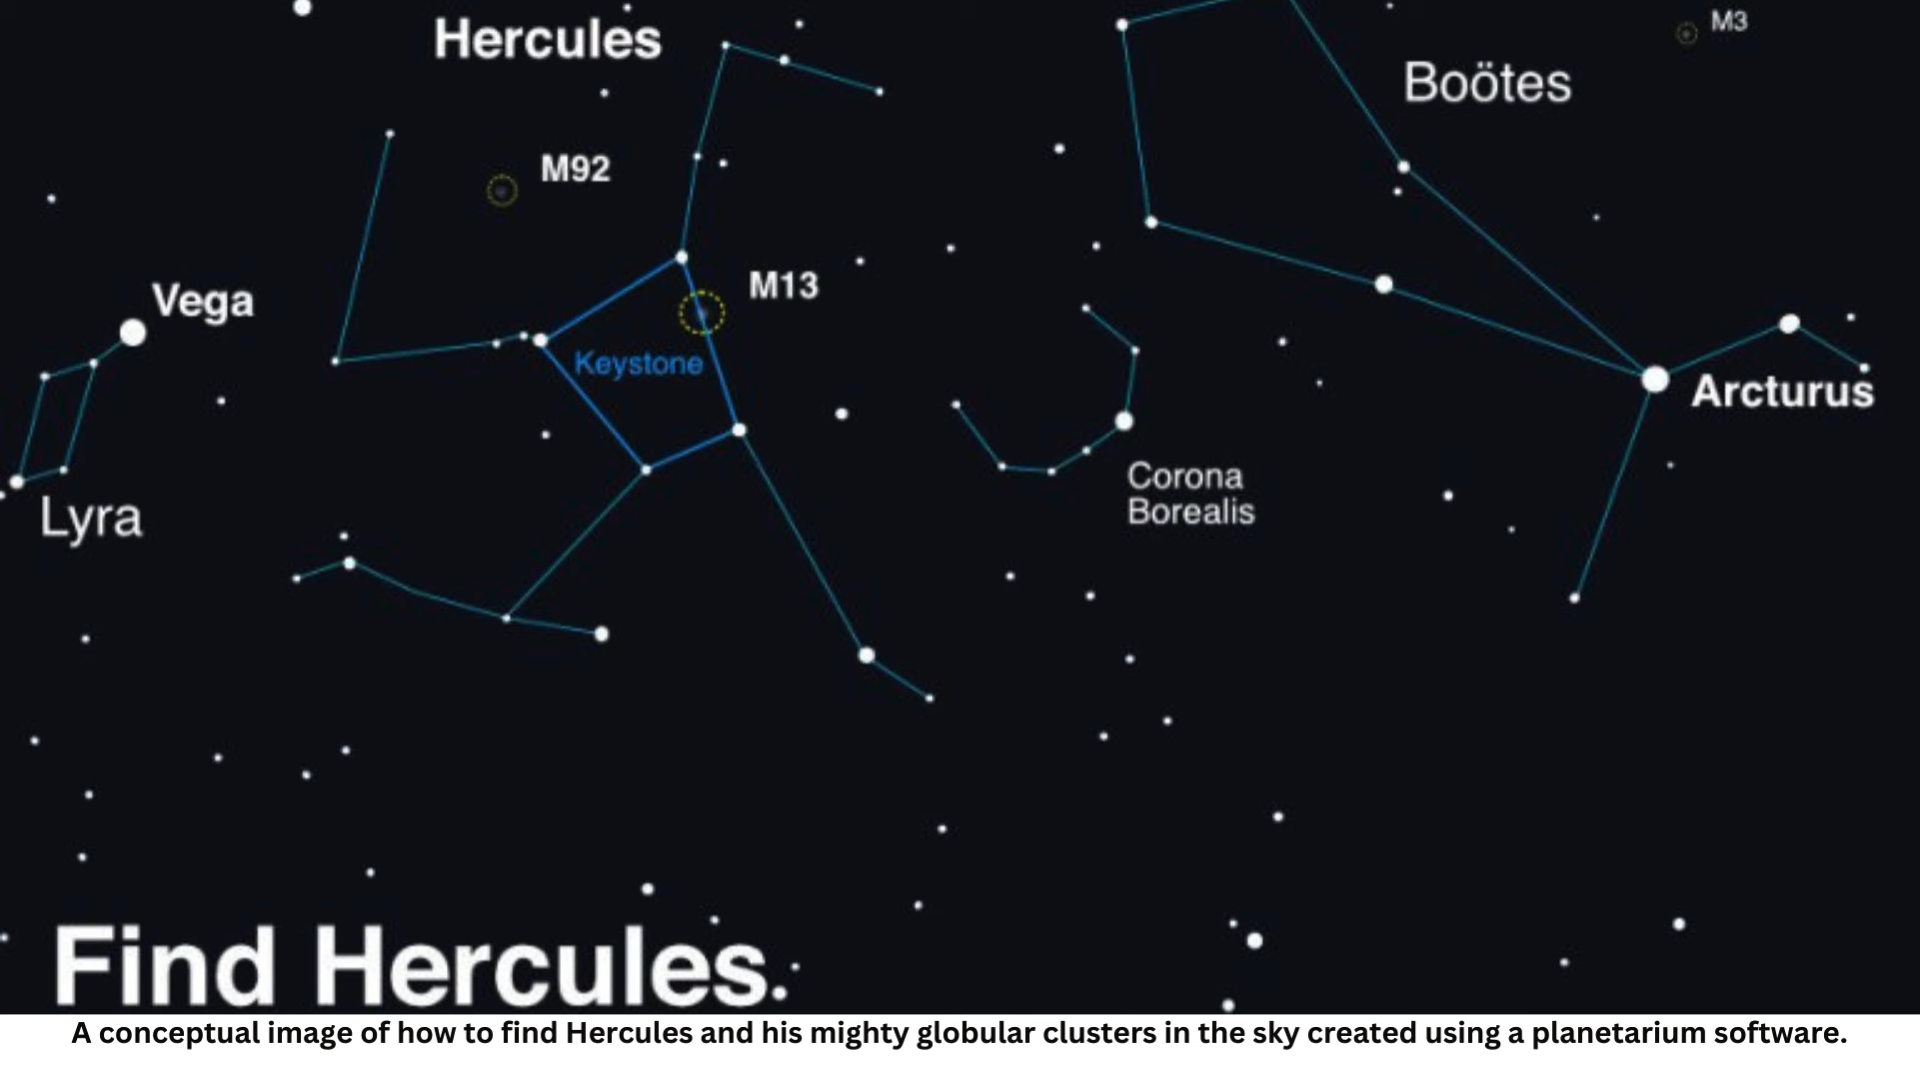 Hercules
M3
Boötes
M92
M13
Vega
Keystone
Arcturus
Corona
Borealis
Lyra
Find Hercules.
A conceptual image of how to find Hercules and his mighty globular clusters in the sky created using a planetarium software.